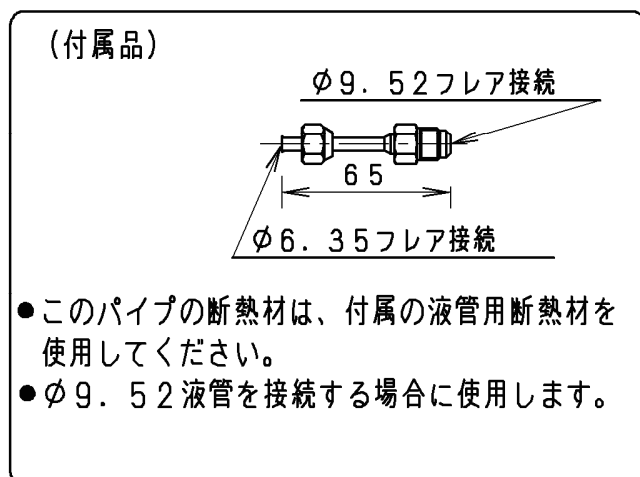 (付属品)
φ9. 52フレア接続
65
φ6. 35フレア接続
●このパイプの断熱材は、付属の液管用断熱材を
使用してください。
●φ9. 52液管を接続する場合に使用します。